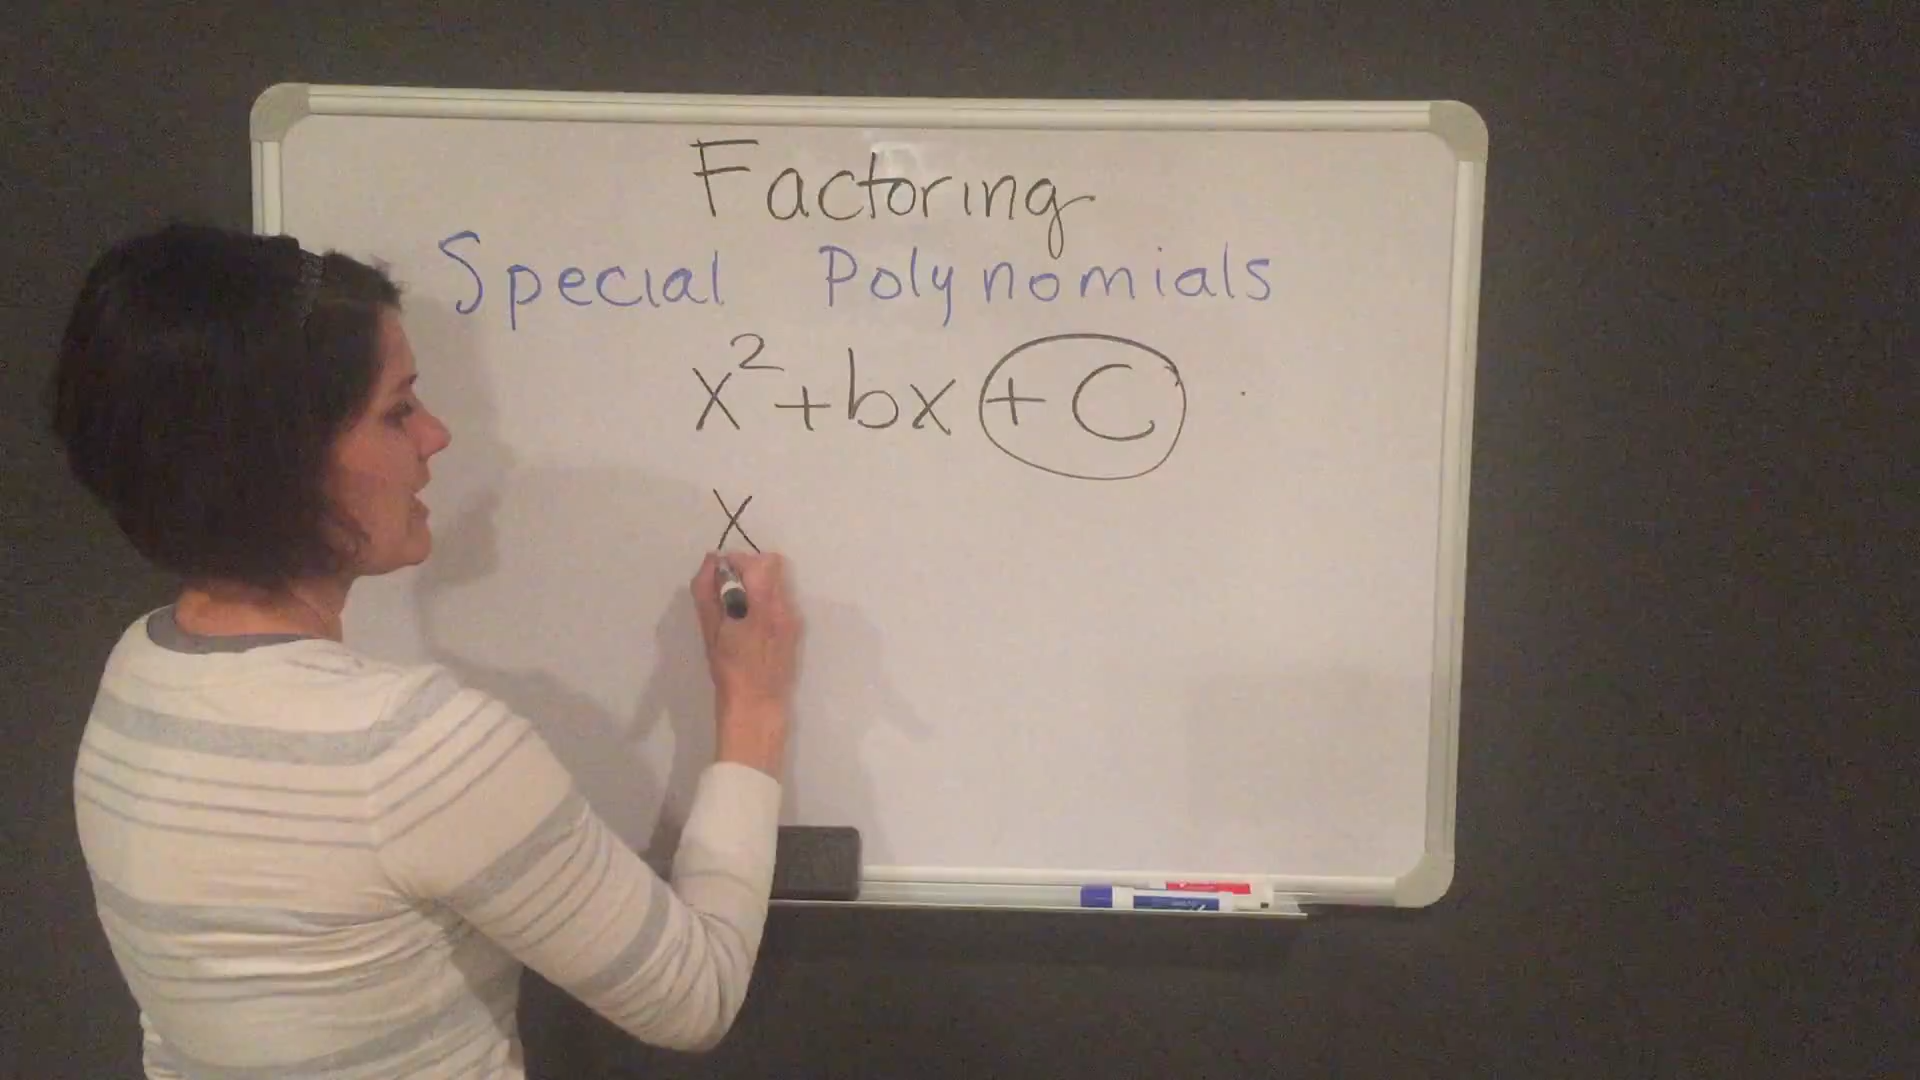 Factoring
Special Polynomials
x²+bx+C
x